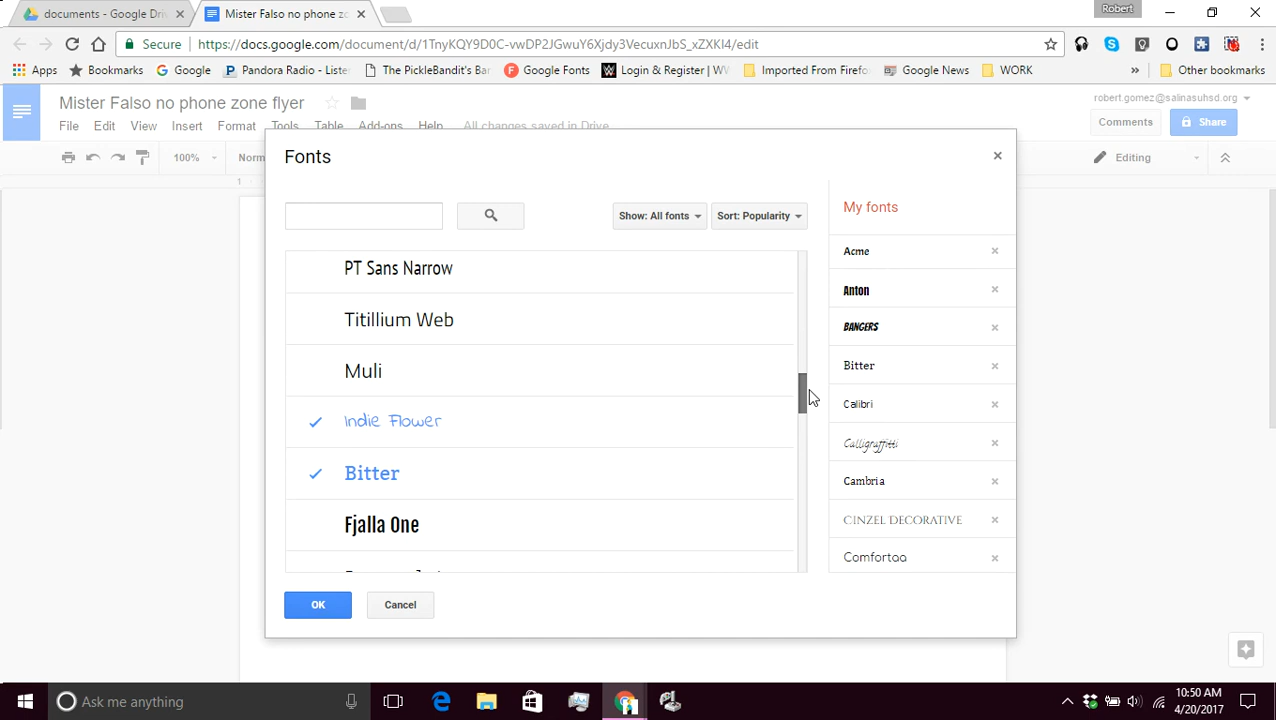 Robert
documents - Google Dri
Mister Falso no phone zo
Secure
https://docs.google.com/document/d/1TnyKQY9D0C-vwDP2JGwuY6Xjdy3VecuxnJbS_xZXKI4/edit
Apps
Bookmarks
Google
Pandora Radio - Liste
The PickleBandit's Bar
Google Fonts
Login & Register | WW
Imported From Firefo
Google News
WORK
»
Other bookmarks
Mister Falso no phone zone flyer
robert.gomez@salinasuhsd.org
File Edit View Insert Format Tools Table Add-ons Help All changes saved in Drive
Comments
Share
100%
Norm
Editing
1
Fonts
My fonts
Show: All fonts
Sort: Popularity
PT Sans Narrow
Titillium Web
Muli
Indie Flower
Bitter
Fjalla One
Acme
Anton
BANGERS
Bitter
Calibri
Calligraffitti
Cambria
CINZEL DECORATIVE
Comfortaa
OK
Cancel
Ask me anything
10:50 AM
4/20/2017